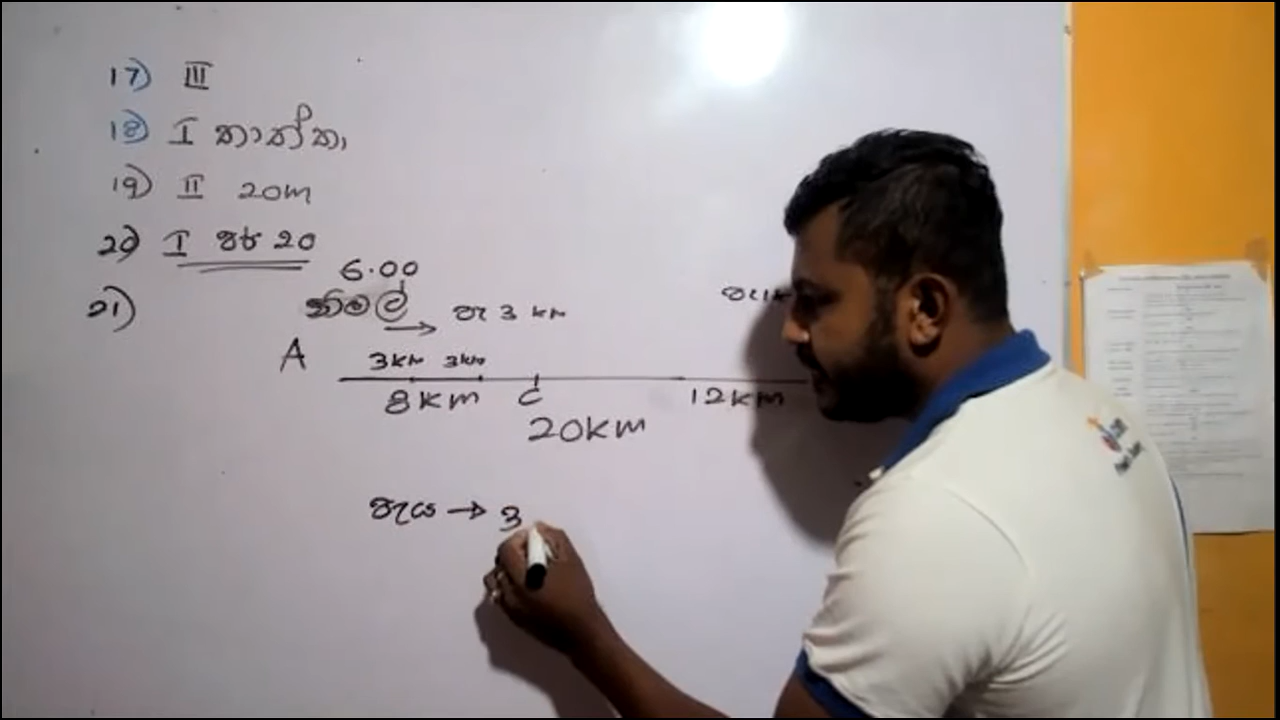 17) III
18) I කාත්තා
19) II 20m
20) I පැ 20
21)
6.00
නිමල්
පැ 3 km
A 3km 3km
8km C 12km
20km
පැය → 3